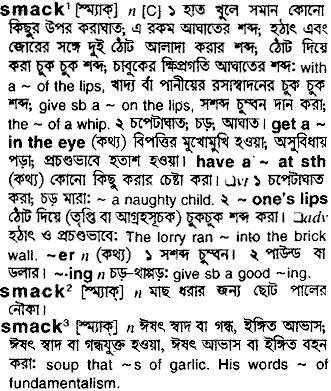 smack¹ [স্ম্যাক্] n [C] ১ হাত খুলে সমান কোনো
কিছুর উপর করাঘাত; এ রকম আঘাতের শব্দ; হঠাৎ এবং
জোরের সঙ্গে দুই ঠোঁট আলাদা করার শব্দ; ঠোঁট দিয়ে
করা চুক চুক শব্দ; চাবুকের ক্ষিপ্রগতি আঘাতের শব্দ: with
a ~ of the lips, খাদ্য বা পানীয়ের রসাস্বাদনের চুক চুক
শব্দ; give sb a ~ on the lips, সশব্দ চুম্বন দান করা;
the ~ of a whip. ২ চপেটাঘাত; চড়; আঘাত। get a ~
in the eye (কথ্য) বিপত্তির মুখোমুখি হওয়া; অসুবিধায়
পড়া; প্রচণ্ডভাবে হতাশ হওয়া। have a ~ at sth
(কথ্য) কোনো কিছু করার চেষ্টা করা। □vt ১ চপেটাঘাত
করা; চড় মারা: ~ a naughty child. ২ ~ one's lips
ঠোঁট দিয়ে (তৃপ্তি বা আগ্রহসূচক) চুকচুক শব্দ করা। □adv
হঠাৎ ও প্রচণ্ডভাবে: The lorry ran ~ into the brick
wall. ~er n (কথ্য) ১ সশব্দ চুম্বন। ২ পাউন্ড বা
ডলার। ~·ing n চড়-থাপ্পড়: give sb a good ~ing.
smack² [স্ম্যাক্] n মাছ ধরার জন্য ছোট পালের
নৌকা।
smack³ [স্ম্যাক্] n ঈষৎ স্বাদ বা গন্ধ, ইঙ্গিত আভাস;
ঈষৎ স্বাদ বা গন্ধযুক্ত হওয়া, ঈষৎ আভাস বা ইঙ্গিত বহন
করা: soup that ~s of garlic. His words ~ of
fundamentalism.